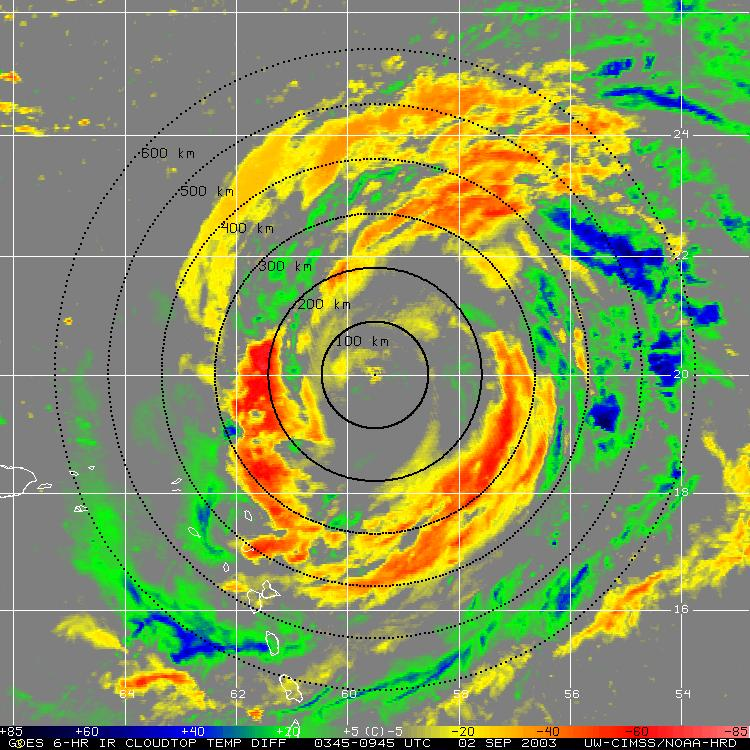 24
600 km
500 km
400 km
22
300 km
200 km
100 km
20
18
16
64 62 60 58 56 54
+85 +60 +40 +20 +5 (C) -5 -20 -40 -60 -85
GOES 6-HR IR CLOUDTOP TEMP DIFF 0345-0945 UTC 02 SEP 2003 UW-CIMSS/NOAA HRD